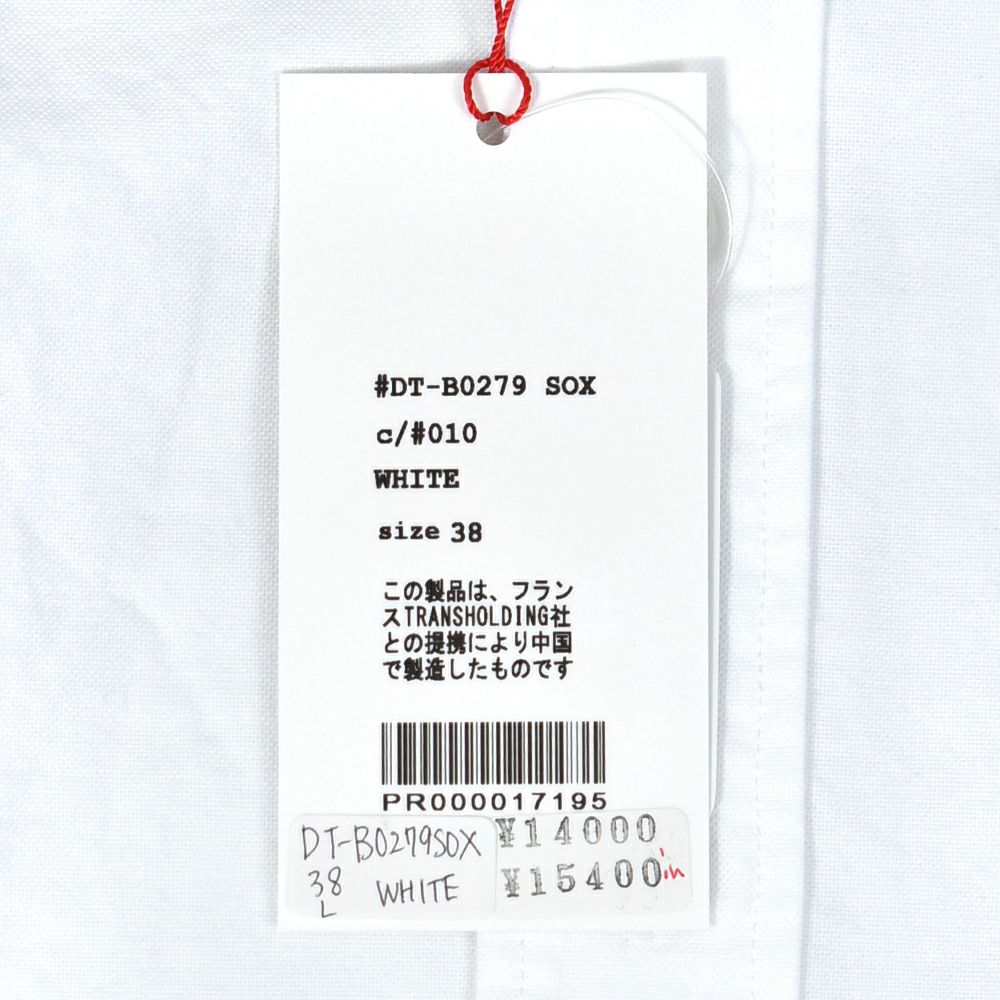 #DT-B0279 SOX
c/#010
WHITE
size 38
この製品は、フラン
スTRANSHOLDING社
との提携により中国
で製造したものです
PR000017195
DT-B0279SOX
38 WHITE
L
¥14000
¥15400in